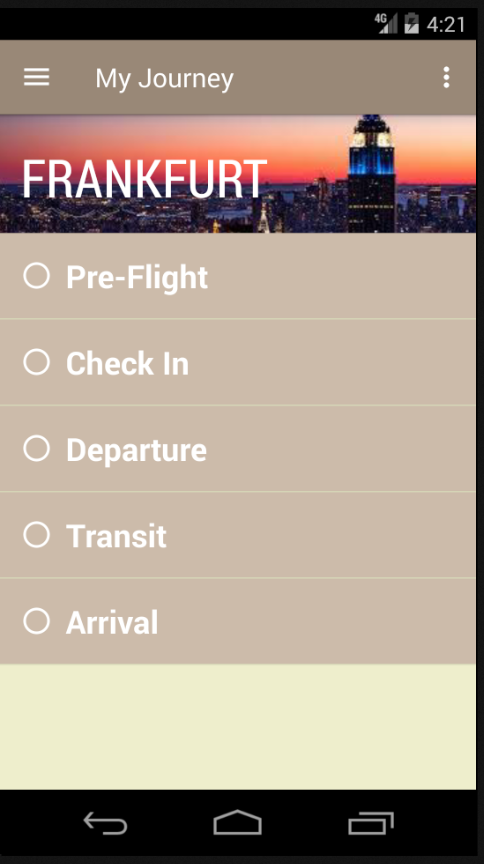 4G 4:21
My Journey
FRANKFURT
Pre-Flight
Check In
Departure
Transit
Arrival